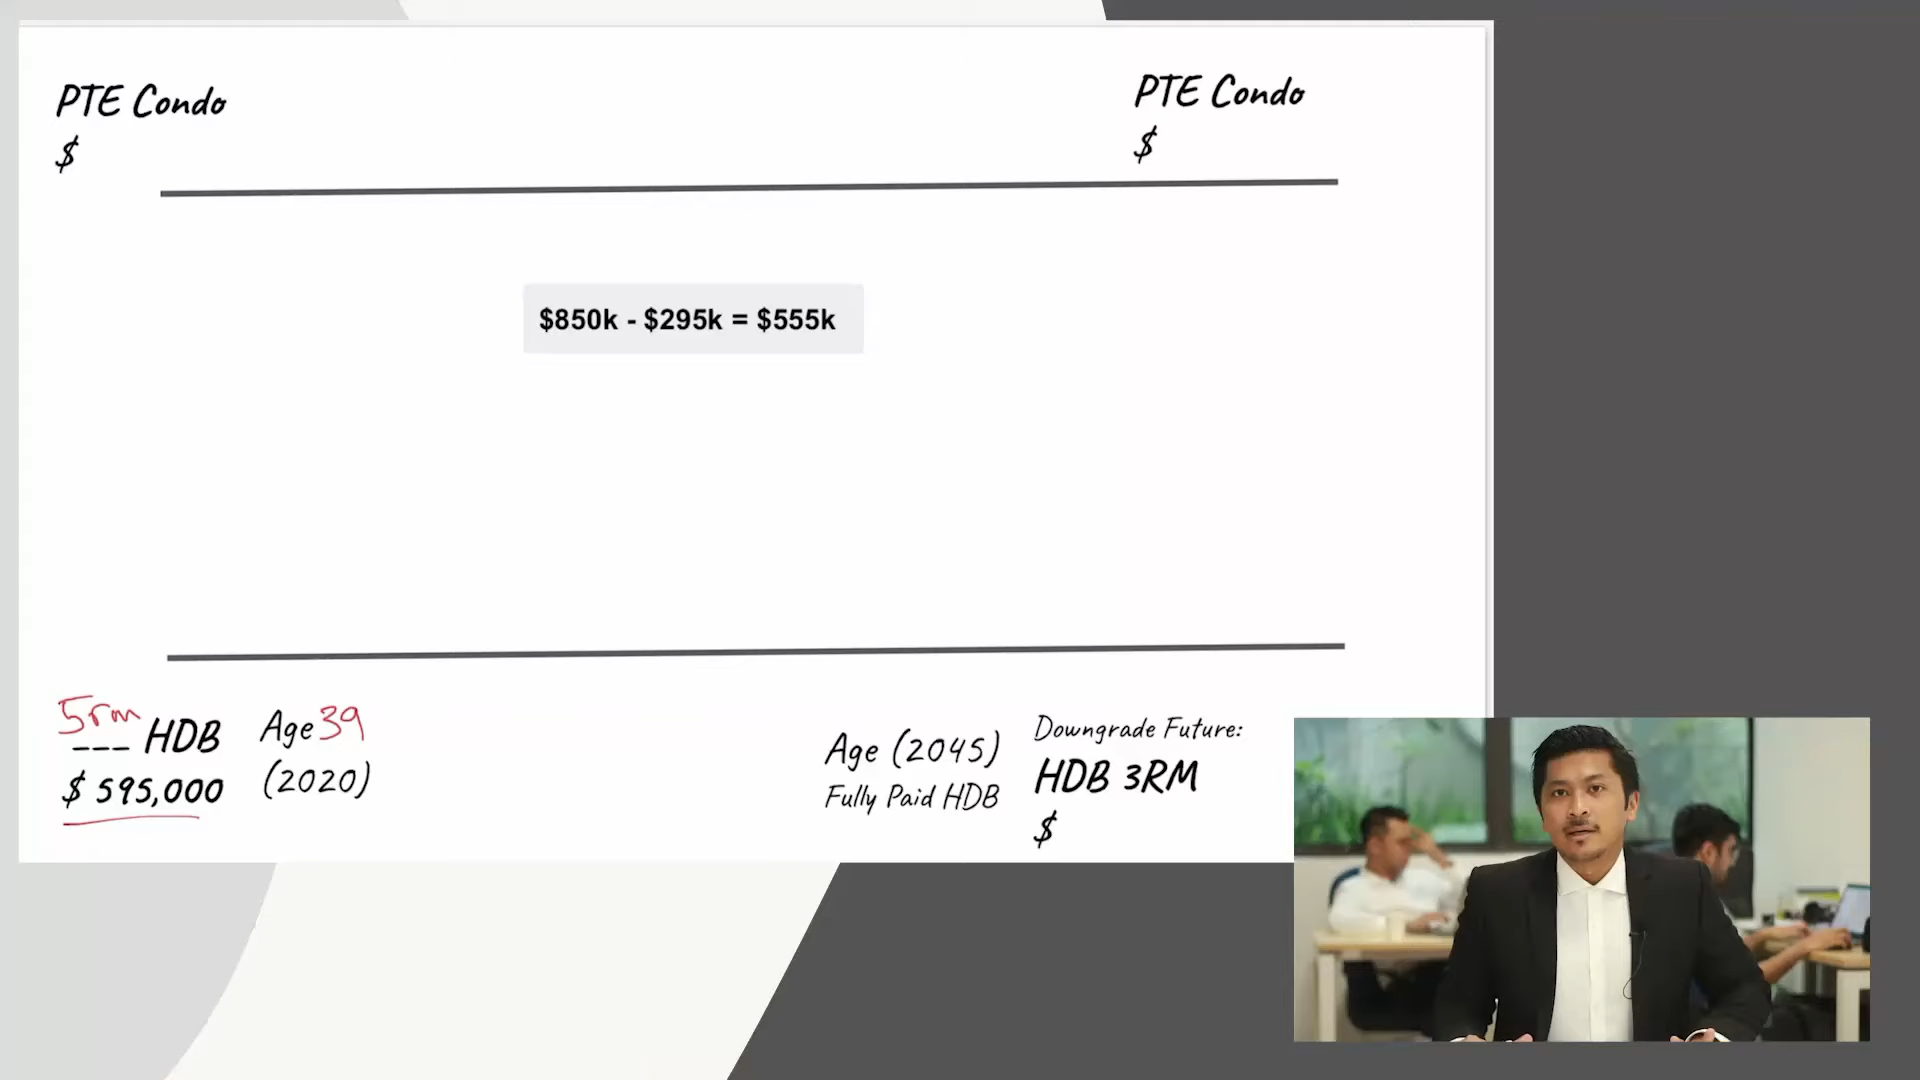 PTE Condo
$
PTE Condo
$
$850k - $295k = $555k
5rm
___ HDB
$ 595,000
Age 39
(2020)
Age (2045)
Fully Paid HDB
Downgrade Future:
HDB 3RM
$